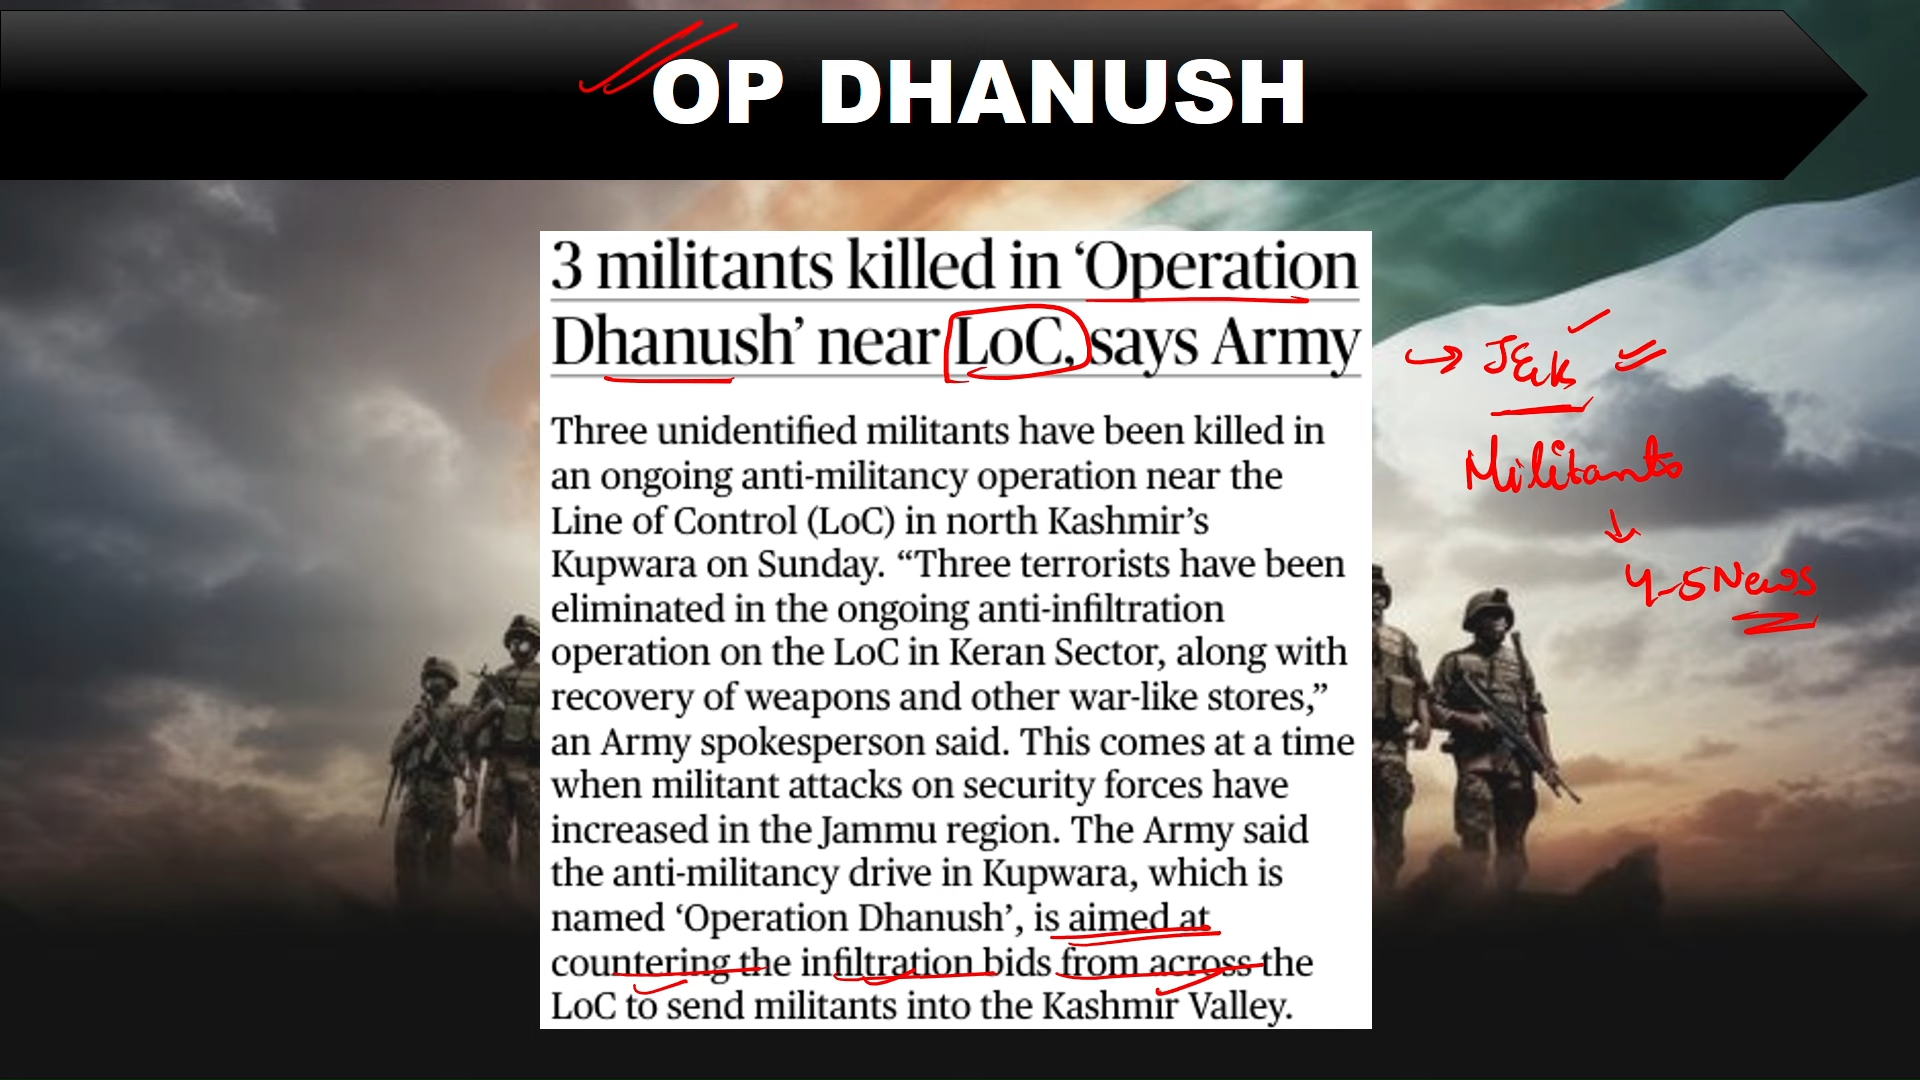 OP DHANUSH
3 militants killed in ‘Operation
Dhanush’ near LoC, says Army
Three unidentified militants have been killed in
an ongoing anti-militancy operation near the
Line of Control (LoC) in north Kashmir’s
Kupwara on Sunday. “Three terrorists have been
eliminated in the ongoing anti-infiltration
operation on the LoC in Keran Sector, along with
recovery of weapons and other war-like stores,”
an Army spokesperson said. This comes at a time
when militant attacks on security forces have
increased in the Jammu region. The Army said
the anti-militancy drive in Kupwara, which is
named ‘Operation Dhanush’, is aimed at
countering the infiltration bids from across the
LoC to send militants into the Kashmir Valley.
J&K
Militants
4-5 News